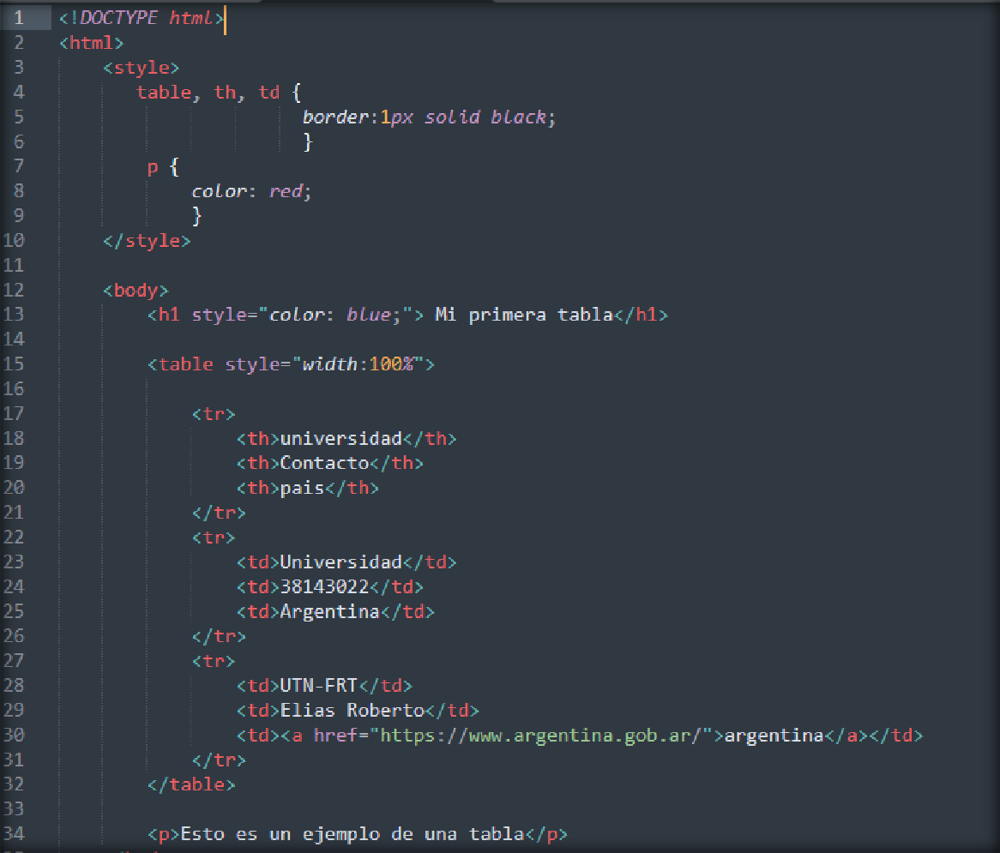 1 <!DOCTYPE html>
2 <html>
3     <style>
4        table, th, td {
5                       border:1px solid black;
6                       }
7         p {
8             color: red;
9             }
10     </style>
11
12     <body>
13         <h1 style="color: blue;"> Mi primera tabla</h1>
14
15         <table style="width:100%">
16
17             <tr>
18                 <th>universidad</th>
19                 <th>Contacto</th>
20                 <th>pais</th>
21             </tr>
22             <tr>
23                 <td>Universidad</td>
24                 <td>38143022</td>
25                 <td>Argentina</td>
26             </tr>
27             <tr>
28                 <td>UTN-FRT</td>
29                 <td>Elias Roberto</td>
30                 <td><a href="https://www.argentina.gob.ar/">argentina</a></td>
31             </tr>
32         </table>
33
34         <p>Esto es un ejemplo de una tabla</p>